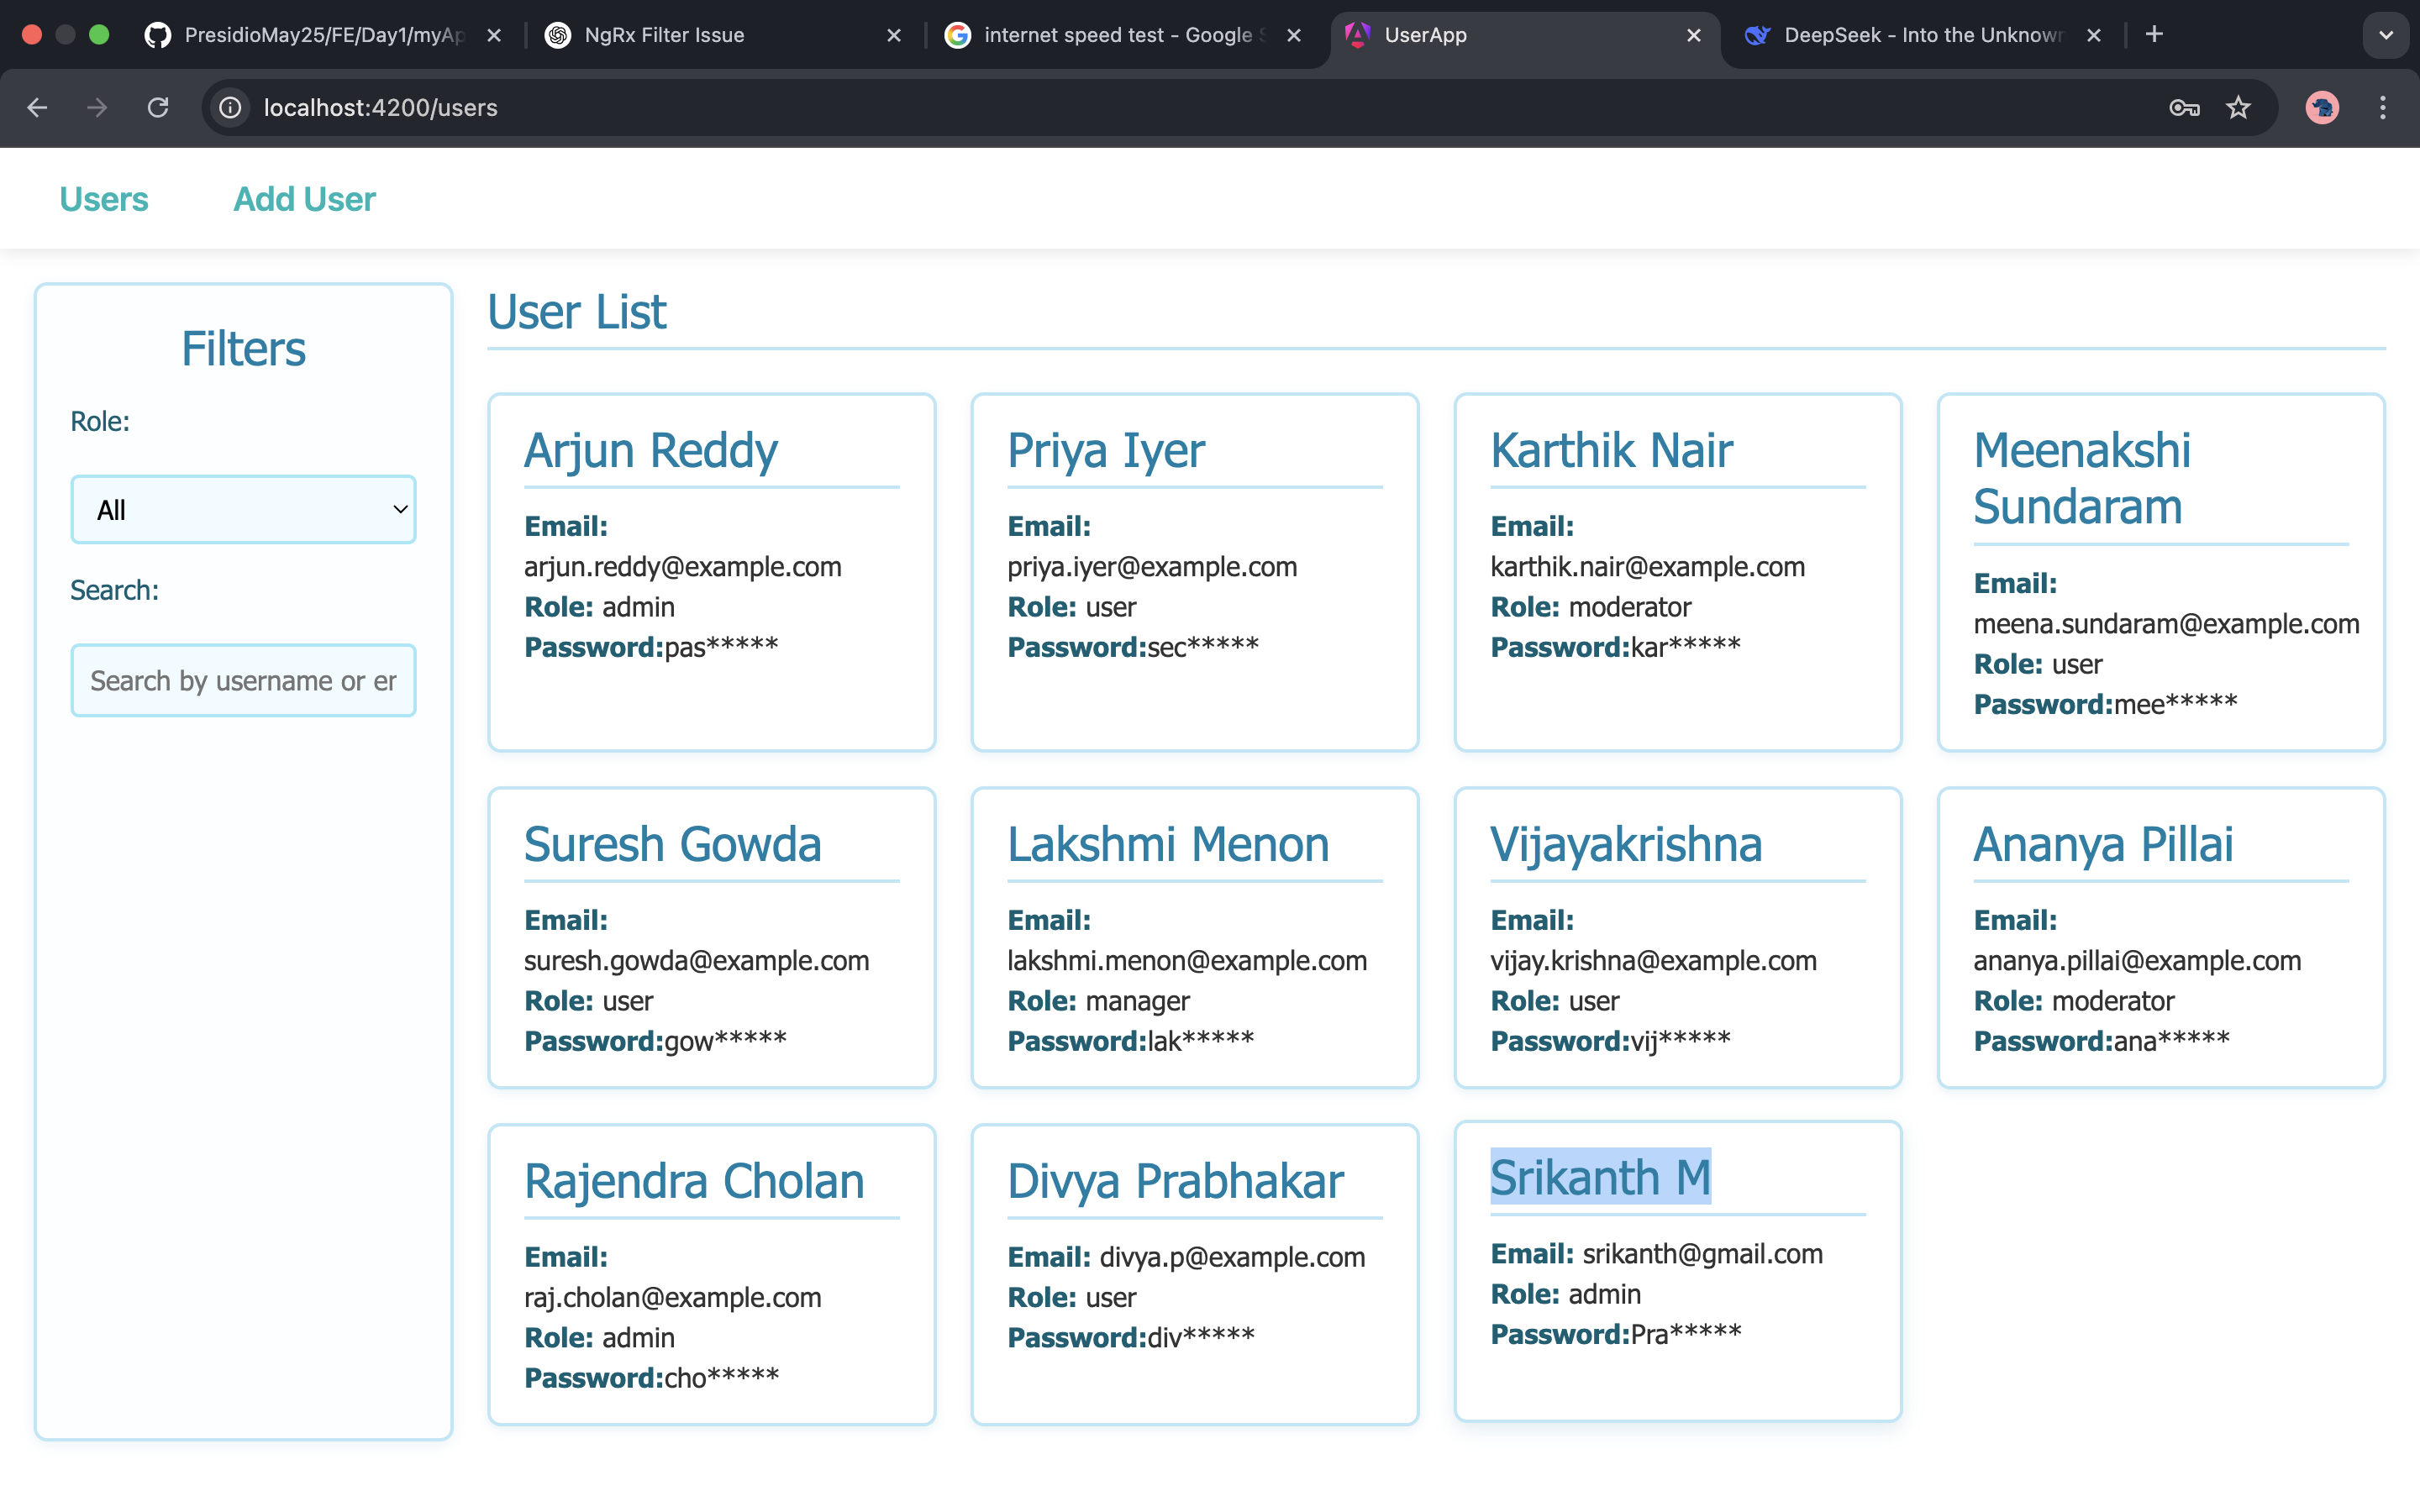 PresidioMay25/FE/Day1/myAp
NgRx Filter Issue
internet speed test - Google S
UserApp
DeepSeek - Into the Unknown
localhost:4200/users
Users
Add User
Filters
Role:
All
Search:
Search by username or er
User List
Arjun Reddy
Email:
arjun.reddy@example.com
Role: admin
Password:pas*****
Priya Iyer
Email:
priya.iyer@example.com
Role: user
Password:sec*****
Karthik Nair
Email:
karthik.nair@example.com
Role: moderator
Password:kar*****
Meenakshi
Sundaram
Email:
meena.sundaram@example.com
Role: user
Password:mee*****
Suresh Gowda
Email:
suresh.gowda@example.com
Role: user
Password:gow*****
Lakshmi Menon
Email:
lakshmi.menon@example.com
Role: manager
Password:lak*****
Vijayakrishna
Email:
vijay.krishna@example.com
Role: user
Password:vij*****
Ananya Pillai
Email:
ananya.pillai@example.com
Role: moderator
Password:ana*****
Rajendra Cholan
Email:
raj.cholan@example.com
Role: admin
Password:cho*****
Divya Prabhakar
Email: divya.p@example.com
Role: user
Password:div*****
Srikanth M
Email: srikanth@gmail.com
Role: admin
Password:Pra*****